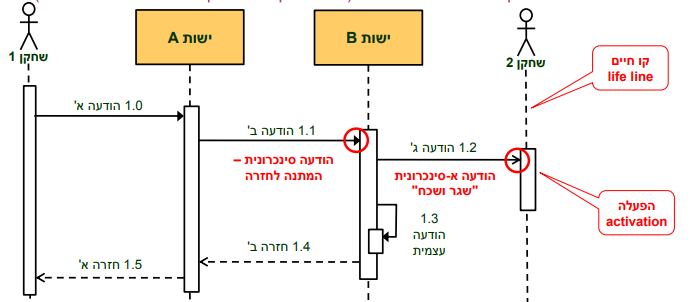 שחקן 1
ישות A
ישות B
שחקן 2
קו חיים
life line
1.0 הודעה א'
1.1 הודעה ב'
הודעה סינכרונית –
המתנה לחזרה
1.2 הודעה ג'
הודעה א-סינכרונית
"שגר ושכח"
הפעלה
activation
1.3
הודעה
עצמית
1.4 חזרה ב'
1.5 חזרה א'